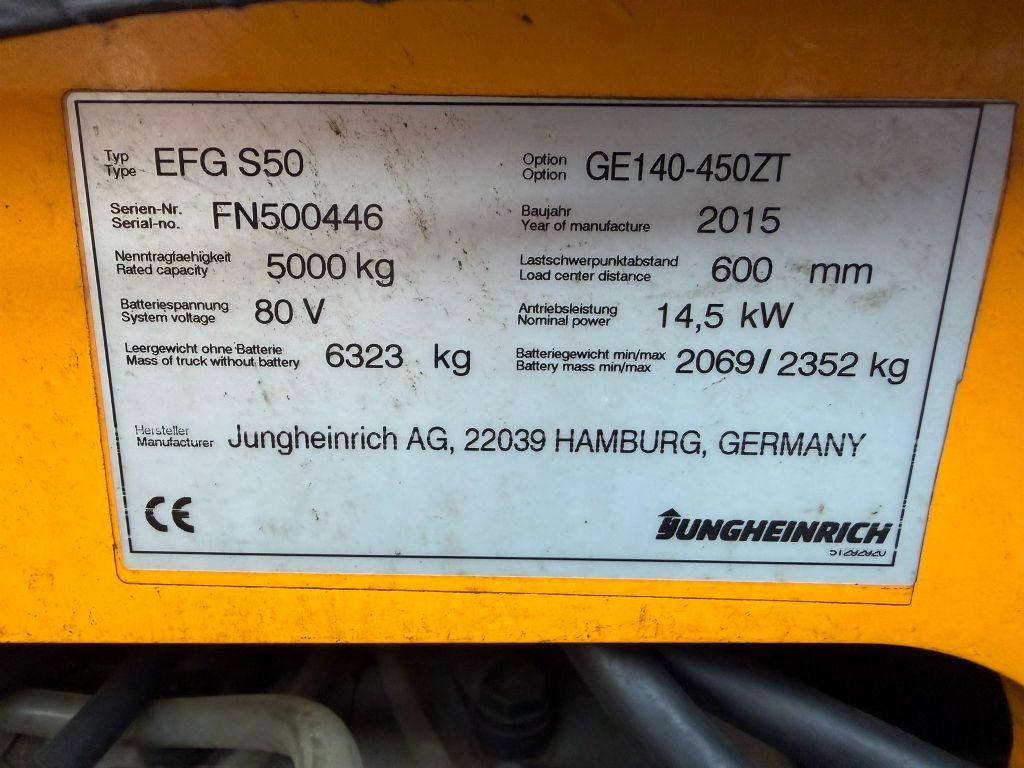 Typ
Type EFG S50
Option
Option GE140-450ZT
Serien-Nr.
Serial-no. FN500446
Baujahr
Year of manufacture 2015
Nenntragfaehigkeit
Rated capacity 5000 kg
Lastschwerpunktabstand
Load center distance 600 mm
Batteriespannung
System voltage 80 V
Antriebsleistung
Nominal power 14,5 kW
Leergewicht ohne Batterie
Mass of truck without battery 6323 kg
Batteriegewicht min/max
Battery mass min/max 2069/2352 kg
Hersteller
Manufacturer Jungheinrich AG, 22039 HAMBURG, GERMANY
CE
JUNGHEINRICH